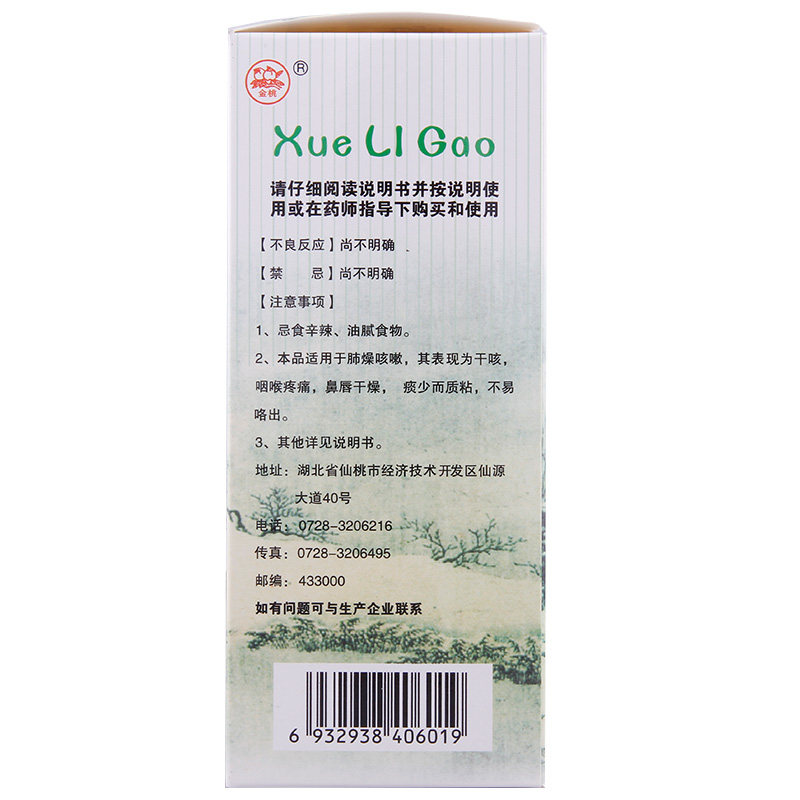 金桃
®
Xue LI Gao
请仔细阅读说明书并按说明使
用或在药师指导下购买和使用
【不良反应】尚不明确
【禁 忌】尚不明确
【注意事项】
1、忌食辛辣、油腻食物。
2、本品适用于肺燥咳嗽，其表现为干咳，
咽喉疼痛，鼻唇干燥， 痰少而质粘，不易
咯出。
3、其他详见说明书。
地址：湖北省仙桃市经济技术开发区仙源
大道40号
电话：0728-3206216
传真：0728-3206495
邮编：433000
如有问题可与生产企业联系
6 932938 406019